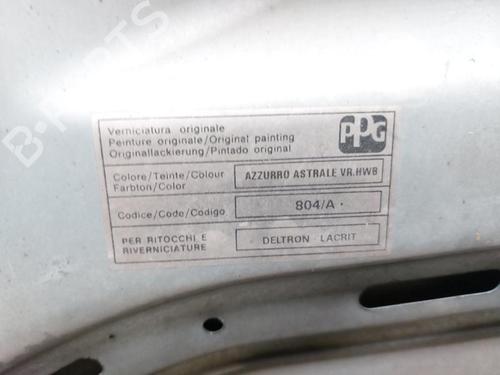 B-PARTS
Verniciatura originale
Peinture originale/Original painting
Originallackierung/Pintado original
PPG
Colore/Teinte/Colour
Farbton/Color
AZZURRO ASTRALE VR.HWB
Codice/Code/Codigo
804/A.
PER RITOCCHI E
RIVERNICIATURE
DELTRON - LACRIT